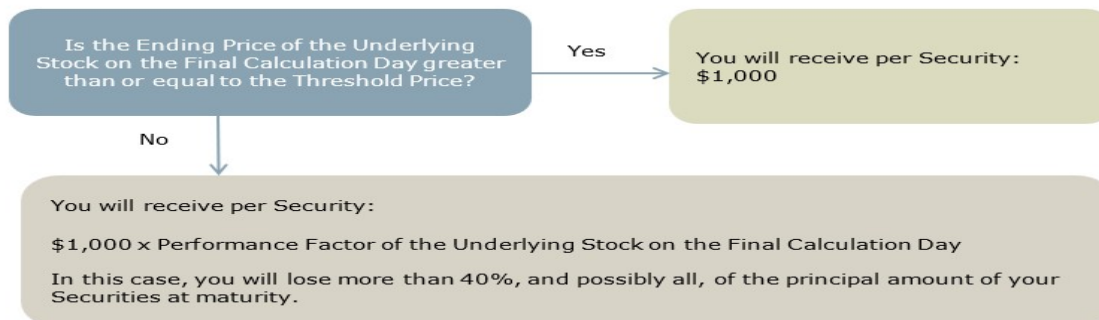 Is the Ending Price of the Underlying
Stock on the Final Calculation Day greater
than or equal to the Threshold Price?
Yes
You will receive per Security:
$1,000
No
You will receive per Security:
$1,000 x Performance Factor of the Underlying Stock on the Final Calculation Day
In this case, you will lose more than 40%, and possibly all, of the principal amount of your
Securities at maturity.